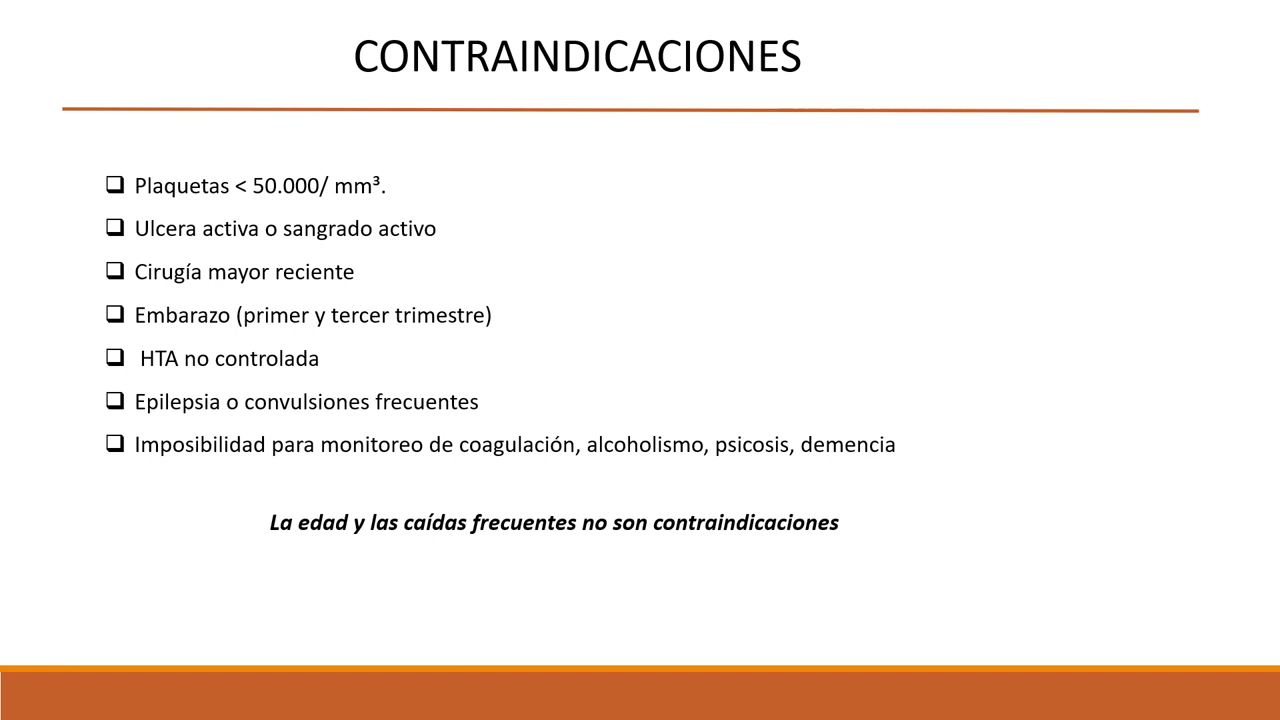 CONTRAINDICACIONES
❑ Plaquetas < 50.000/ mm³.
❑ Ulcera activa o sangrado activo
❑ Cirugía mayor reciente
❑ Embarazo (primer y tercer trimestre)
❑ HTA no controlada
❑ Epilepsia o convulsiones frecuentes
❑ Imposibilidad para monitoreo de coagulación, alcoholismo, psicosis, demencia
La edad y las caídas frecuentes no son contraindicaciones